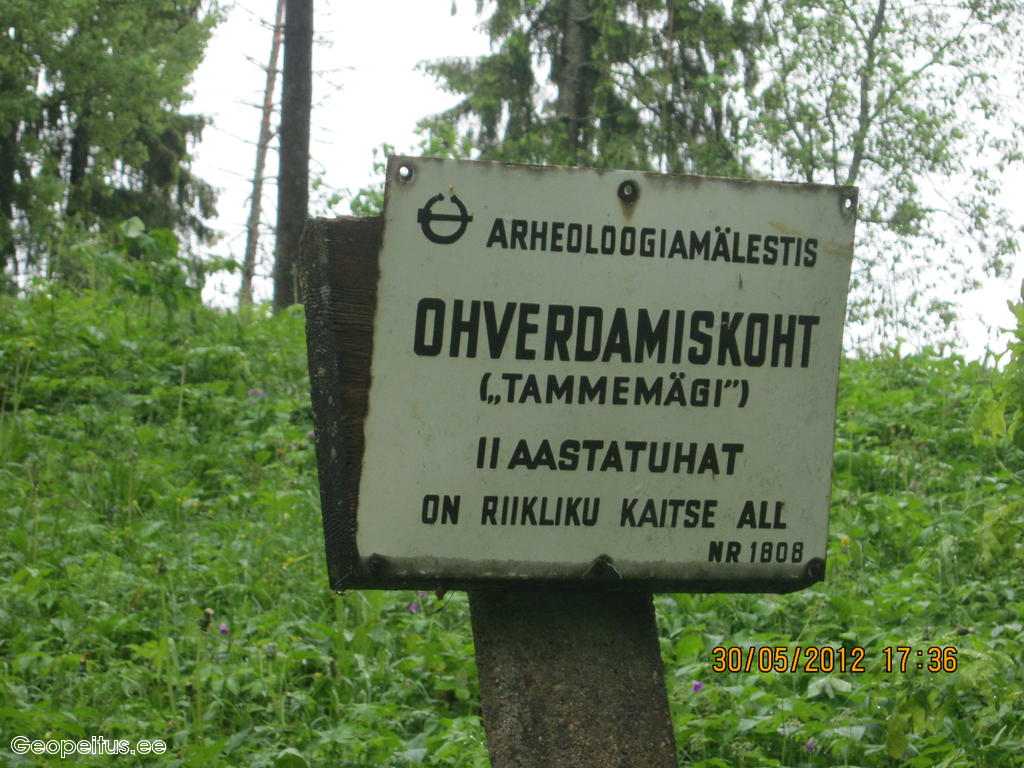 ARHEOLOOGIAMÄLESTIS
OHVERDAMISKOHT
(„TAMMEMÄGI”)
II AASTATUHAT
ON RIIKLIKU KAITSE ALL
NR 1808
30/05/2012 17:36
Geopeitus.ee